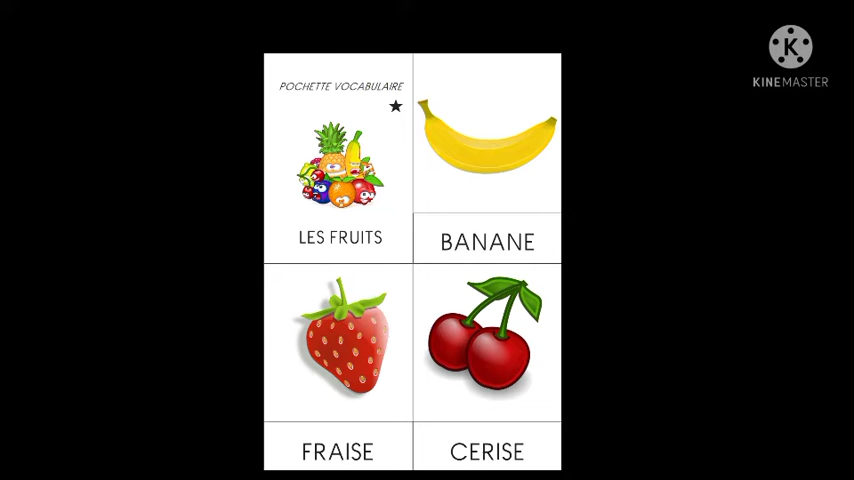 POCHETTE VOCABULAIRE
LES FRUITS
BANANE
FRAISE
CERISE
K
KINEMASTER